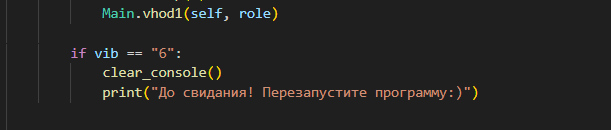 Main.vhod1(self, role)
if vib == "6":
clear_console()
print("До свидания! Перезапустите программу:)")